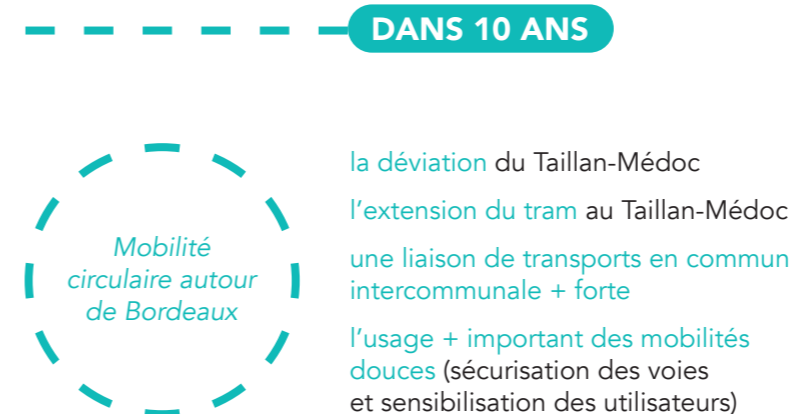 DANS 10 ANS
Mobilité
circulaire autour
de Bordeaux
la déviation du Taillan-Médoc
l'extension du tram au Taillan-Médoc
une liaison de transports en commun
intercommunale + forte
l'usage + important des mobilités
douces (sécurisation des voies
et sensibilisation des utilisateurs)